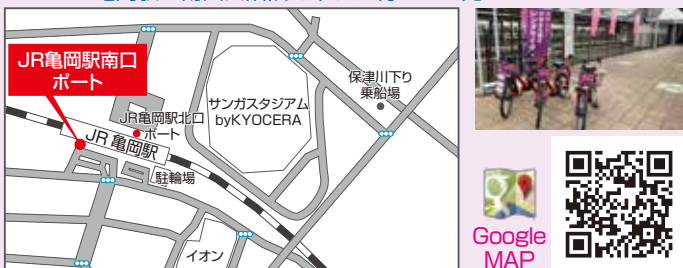 JR亀岡駅南口
ポート
JR亀岡駅北口
ポート
JR亀岡駅
駐輪場
サンガスタジアム
byKYOCERA
保津川下り
乗船場
イオン
Google
MAP